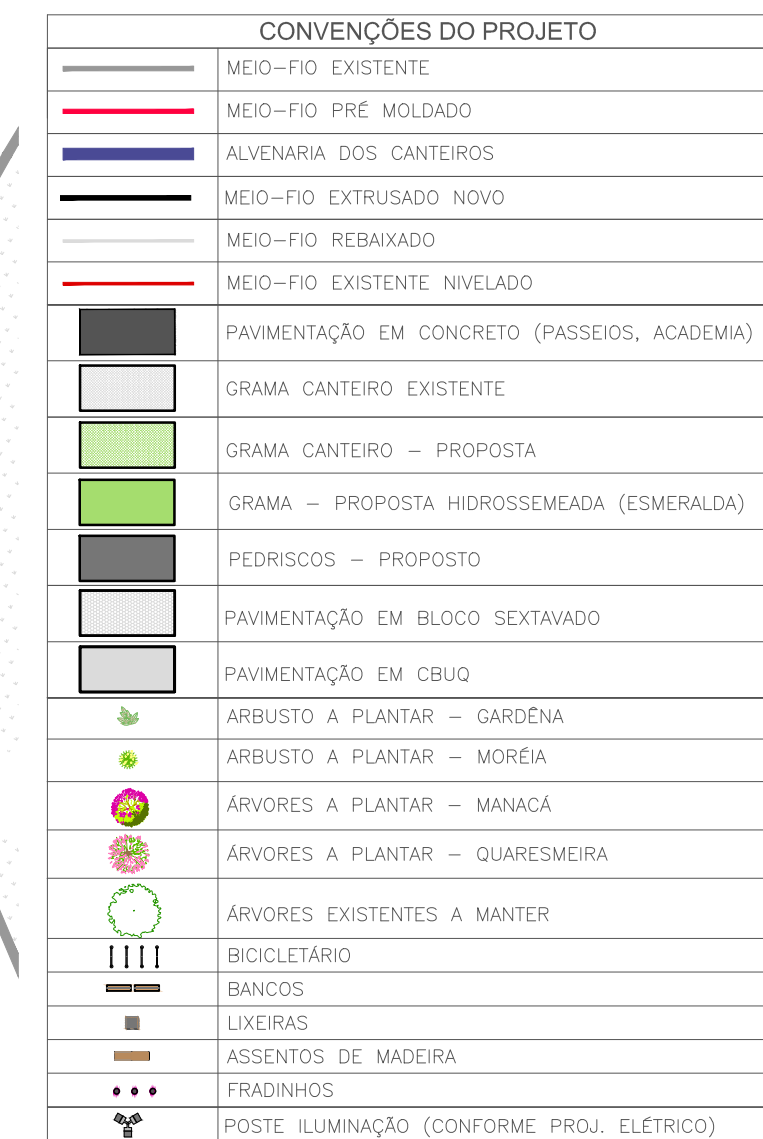 CONVENÇÕES DO PROJETO
MEIO-FIO EXISTENTE
MEIO-FIO PRÉ MOLDADO
ALVENARIA DOS CANTEIROS
MEIO-FIO EXTRUSADO NOVO
MEIO-FIO REBAIXADO
MEIO-FIO EXISTENTE NIVELADO
PAVIMENTAÇÃO EM CONCRETO (PASSEIOS, ACADEMIA)
GRAMA CANTEIRO EXISTENTE
GRAMA CANTEIRO - PROPOSTA
GRAMA - PROPOSTA HIDROSSEMEADA (ESMERALDA)
PEDRISCOS - PROPOSTO
PAVIMENTAÇÃO EM BLOCO SEXTAVADO
PAVIMENTAÇÃO EM CBUQ
ARBUSTO A PLANTAR - GARDÊNA
ARBUSTO A PLANTAR - MORÉIA
ÁRVORES A PLANTAR - MANACÁ
ÁRVORES A PLANTAR - QUARESMEIRA
ÁRVORES EXISTENTES A MANTER
BICICLETÁRIO
BANCOS
LIXEIRAS
ASSENTOS DE MADEIRA
FRADINHOS
POSTE ILUMINAÇÃO (CONFORME PROJ. ELÉTRICO)